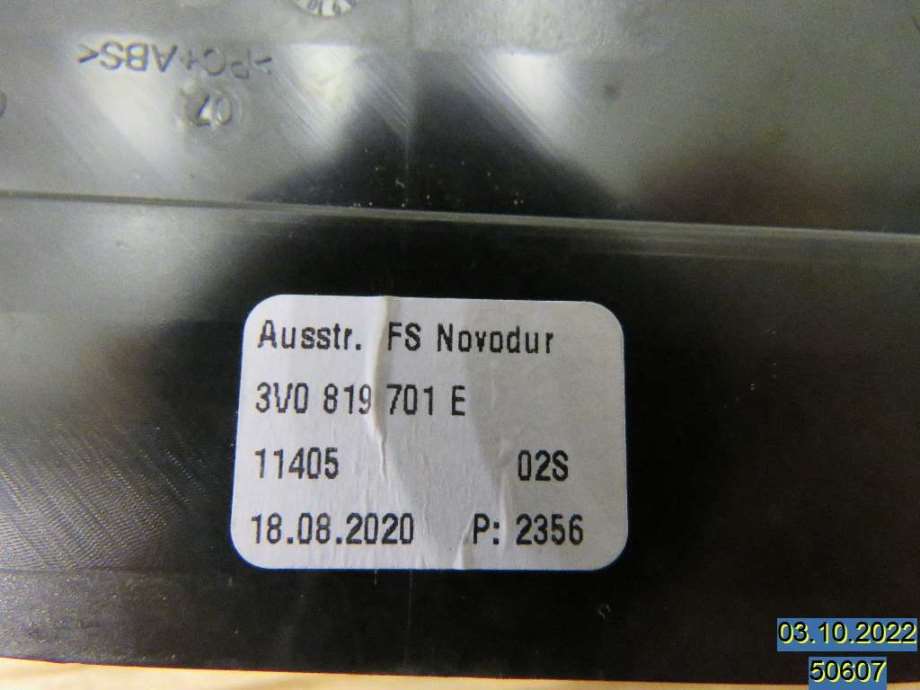 >PC+ABS<
07
Ausstr. FS Novodur
3V0 819 701 E
11405 02S
18.08.2020 P: 2356
03.10.2022
50607